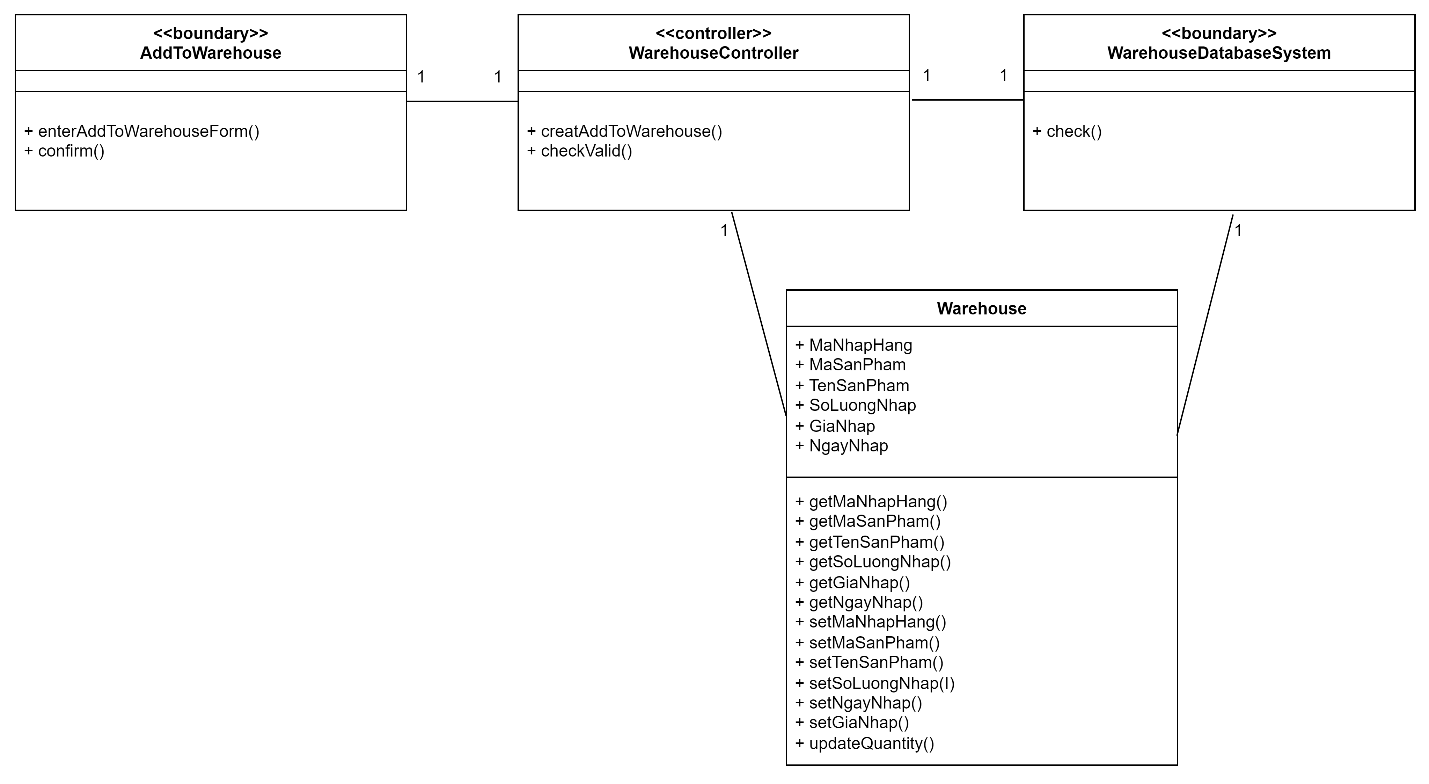 <<boundary>>
AddToWarehouse
+ enterAddToWarehouseForm()
+ confirm()
1
1
<<controller>>
WarehouseController
+ creatAddToWarehouse()
+ checkValid()
1
1
<<boundary>>
WarehouseDatabaseSystem
+ check()
1
1
Warehouse
+ MaNhapHang
+ MaSanPham
+ TenSanPham
+ SoLuongNhap
+ GiaNhap
+ NgayNhap
+ getMaNhapHang()
+ getMaSanPham()
+ getTenSanPham()
+ getSoLuongNhap()
+ getGiaNhap()
+ getNgayNhap()
+ setMaNhapHang()
+ setMaSanPham()
+ setTenSanPham()
+ setSoLuongNhap(I)
+ setNgayNhap()
+ setGiaNhap()
+ updateQuantity()